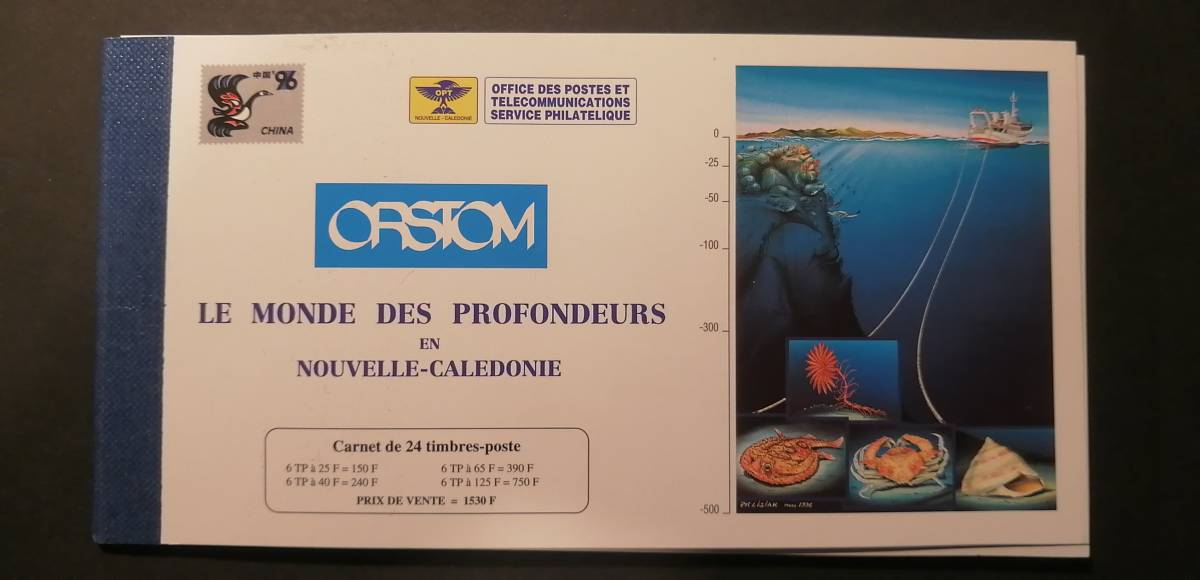 中国'96
CHINA
OPT
NOUVELLE-CALEDONIE
OFFICE DES POSTES ET
TELECOMMUNICATIONS
SERVICE PHILATELIQUE
ORSTOM
LE MONDE DES PROFONDEURS
EN
NOUVELLE-CALEDONIE
Carnet de 24 timbres-poste
6 TP à 25 F = 150 F 6 TP à 65 F = 390 F
6 TP à 40 F = 240 F 6 TP à 125 F = 750 F
PRIX DE VENTE = 1530 F
0
-25
-50
-100
-300
-500